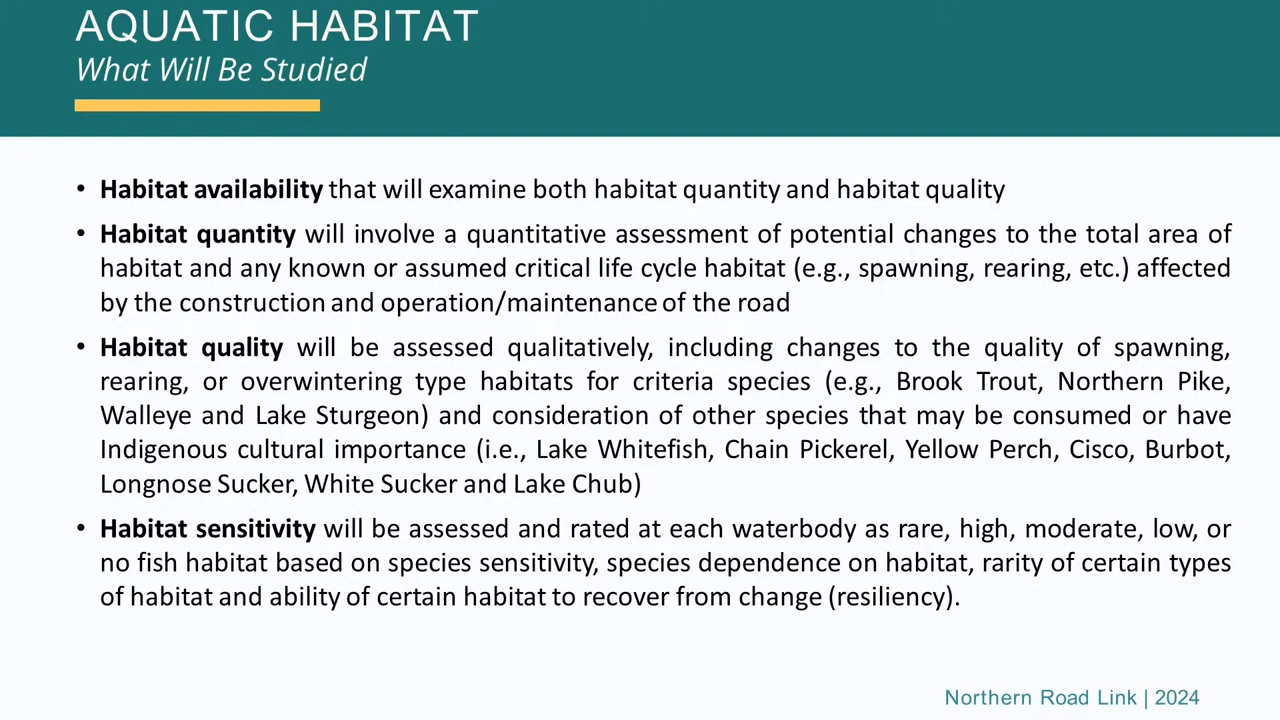 AQUATIC HABITAT
What Will Be Studied
• Habitat availability that will examine both habitat quantity and habitat quality
• Habitat quantity will involve a quantitative assessment of potential changes to the total area of
habitat and any known or assumed critical life cycle habitat (e.g., spawning, rearing, etc.) affected
by the construction and operation/maintenance of the road
• Habitat quality will be assessed qualitatively, including changes to the quality of spawning,
rearing, or overwintering type habitats for criteria species (e.g., Brook Trout, Northern Pike,
Walleye and Lake Sturgeon) and consideration of other species that may be consumed or have
Indigenous cultural importance (i.e., Lake Whitefish, Chain Pickerel, Yellow Perch, Cisco, Burbot,
Longnose Sucker, White Sucker and Lake Chub)
• Habitat sensitivity will be assessed and rated at each waterbody as rare, high, moderate, low, or
no fish habitat based on species sensitivity, species dependence on habitat, rarity of certain types
of habitat and ability of certain habitat to recover from change (resiliency).
Northern Road Link | 2024